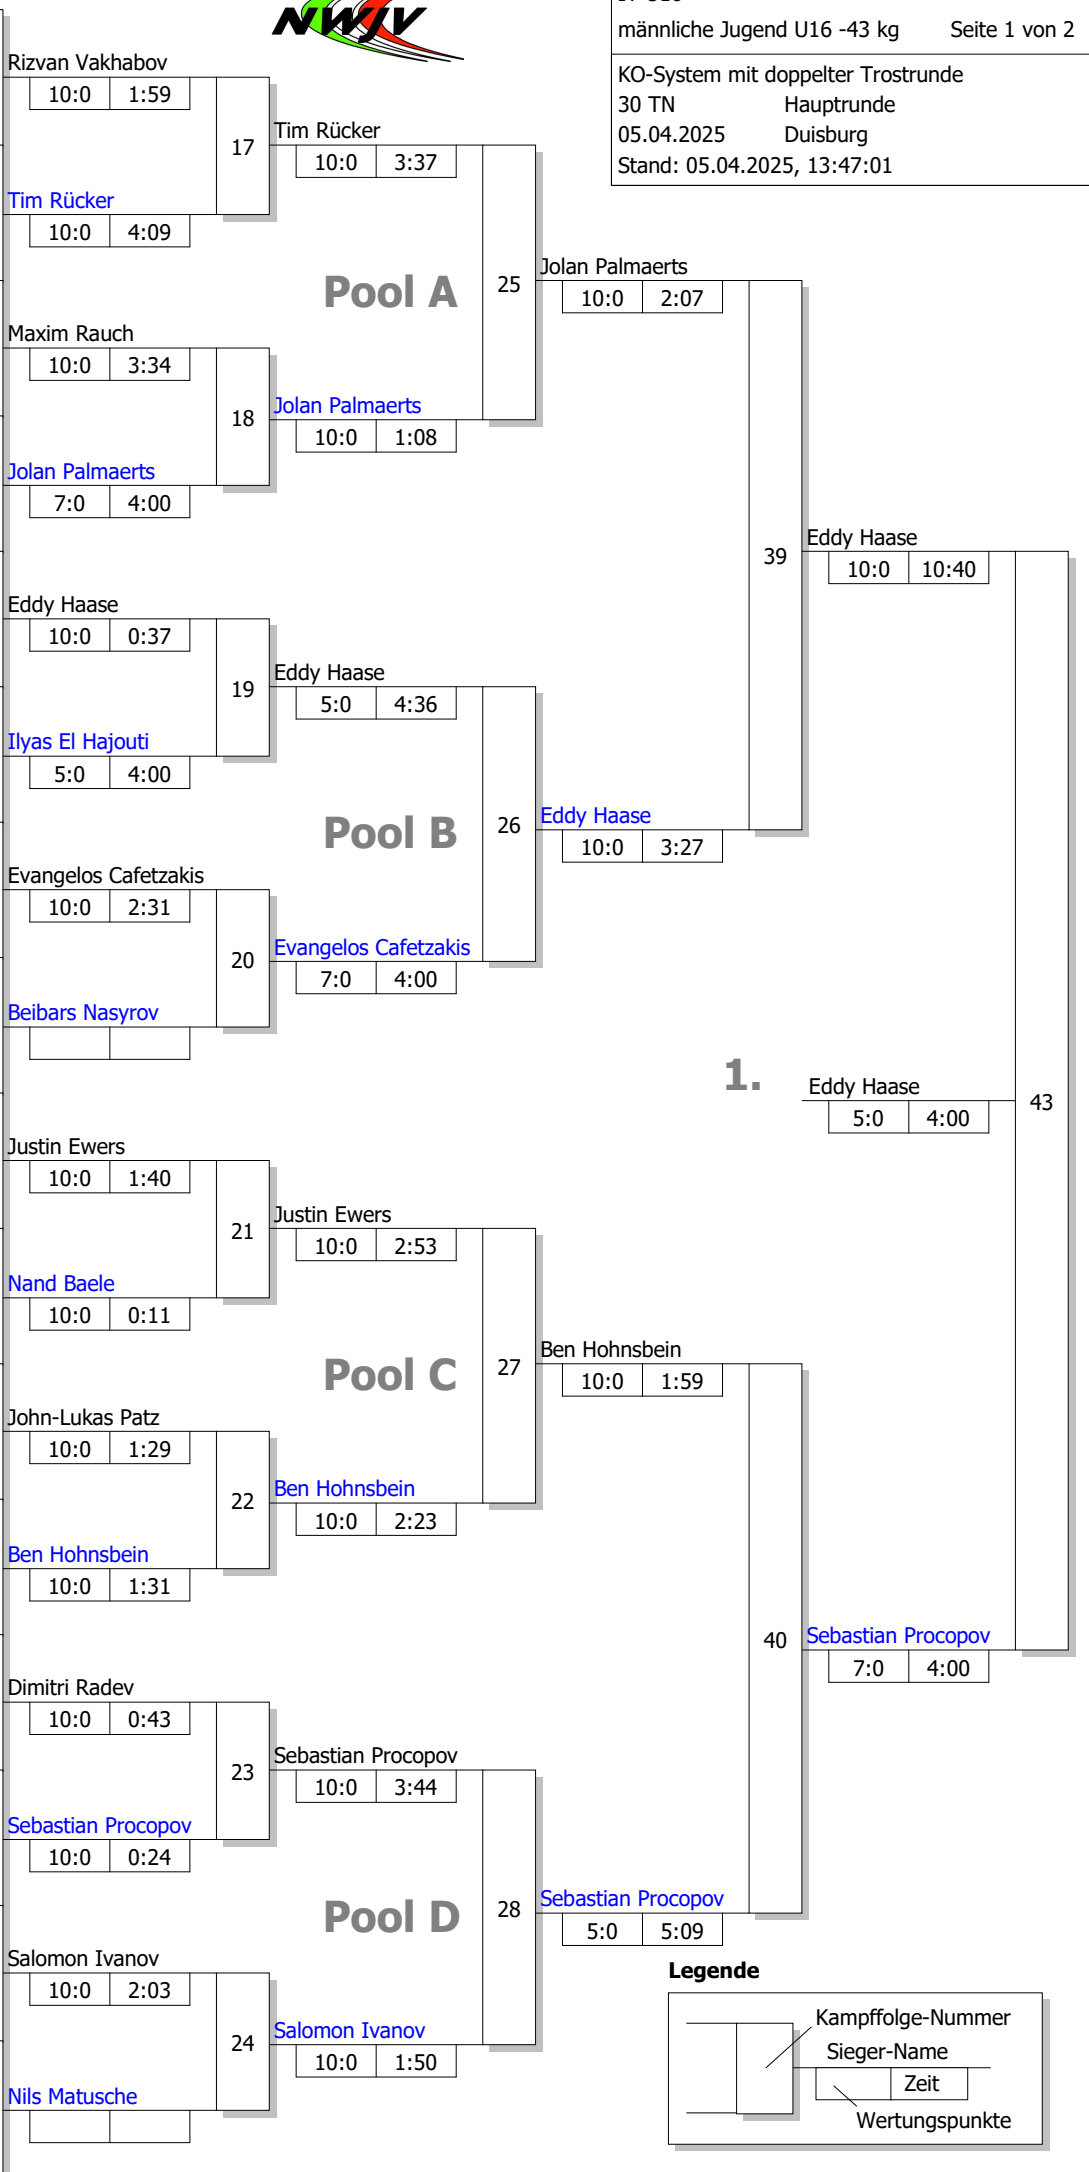 NWJV
männliche Jugend U16 -43 kg Seite 1 von 2
KO-System mit doppelter Trostrunde
30 TN Hauptrunde
05.04.2025 Duisburg
Stand: 05.04.2025, 13:47:01
Rizvan Vakhabov
10:0 1:59
17
Tim Rücker
10:0 4:09
Maxim Rauch
10:0 3:34
18
Jolan Palmaerts
7:0 4:00
Eddy Haase
10:0 0:37
19
Ilyas El Hajouti
5:0 4:00
Evangelos Cafetzakis
10:0 2:31
20
Beibars Nasyrov
Justin Ewers
10:0 1:40
21
Nand Baele
10:0 0:11
John-Lukas Patz
10:0 1:29
22
Ben Hohnsbein
10:0 1:31
Dimitri Radev
10:0 0:43
23
Sebastian Procopov
10:0 0:24
Salomon Ivanov
10:0 2:03
24
Nils Matusche
Tim Rücker
10:0 3:37
Pool A
25
Jolan Palmaerts
10:0 1:08
Eddy Haase
5:0 4:36
Pool B
26
Evangelos Cafetzakis
7:0 4:00
Justin Ewers
10:0 2:53
Pool C
27
Ben Hohnsbein
10:0 2:23
Sebastian Procopov
10:0 3:44
Pool D
28
Salomon Ivanov
10:0 1:50
Jolan Palmaerts
10:0 2:07
39
Eddy Haase
10:0 3:27
Ben Hohnsbein
10:0 1:59
40
Sebastian Procopov
5:0 5:09
Eddy Haase
10:0 10:40
1.
Eddy Haase
5:0 4:00
43
Sebastian Procopov
7:0 4:00
Legende
Kampffolge-Nummer
Sieger-Name
Zeit
Wertungspunkte